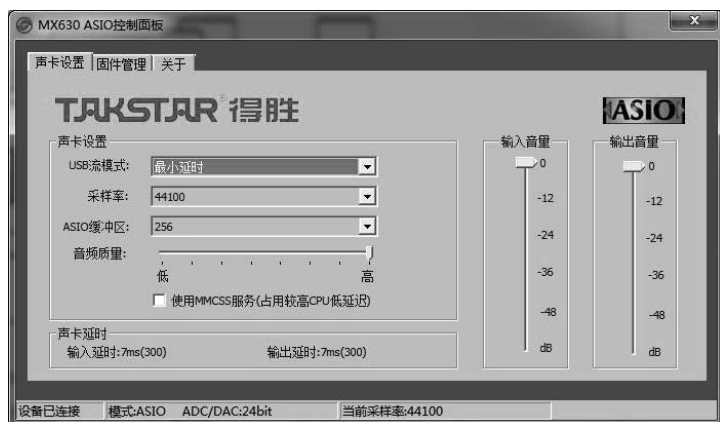 MX630 ASIO控制面板
声卡设置 固件管理 关于
TAKSTAR® 得胜 ASIO
声卡设置
USB流模式: 最小延时
采样率: 44100
ASIO缓冲区: 256
音频质量:
低 高
使用MMCSS服务(占用较高CPU低延迟)
声卡延时
输入延时:7ms(300) 输出延时:7ms(300)
输入音量
0
-12
-24
-36
-48
dB
输出音量
0
-12
-24
-36
-48
dB
设备已连接 模式:ASIO ADC/DAC:24bit 当前采样率:44100